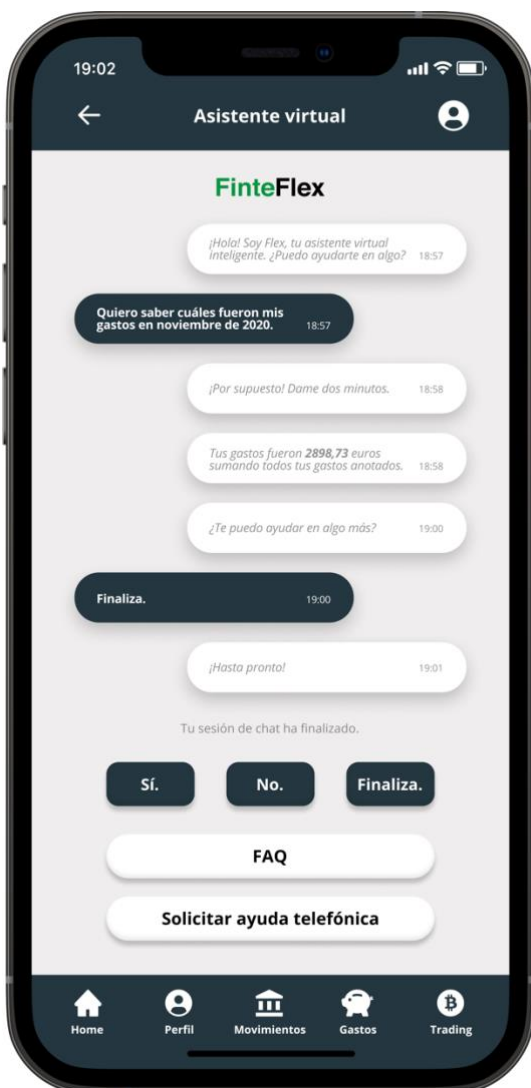 19:02
Asistente virtual
FinteFlex
¡Hola! Soy Flex, tu asistente virtual
inteligente. ¿Puedo ayudarte en algo? 18:57
Quiero saber cuáles fueron mis
gastos en noviembre de 2020. 18:57
¡Por supuesto! Dame dos minutos. 18:58
Tus gastos fueron 2898,73 euros
sumando todos tus gastos anotados. 18:58
¿Te puedo ayudar en algo más? 19:00
Finaliza. 19:00
¡Hasta pronto! 19:01
Tu sesión de chat ha finalizado.
Sí. No. Finaliza.
FAQ
Solicitar ayuda telefónica
Home Perfil Movimientos Gastos Trading